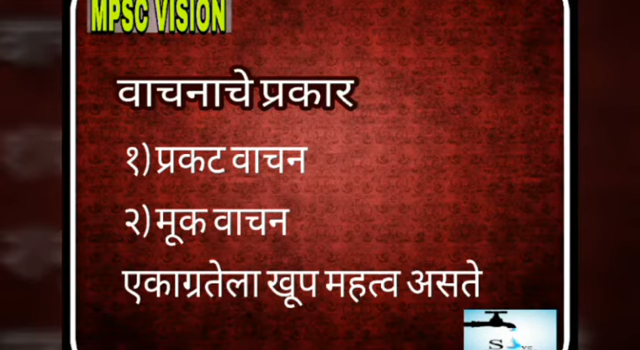 MPSC VISION
वाचनाचे प्रकार
१) प्रकट वाचन
२) मूक वाचन
एकाग्रतेला खूप महत्व असते